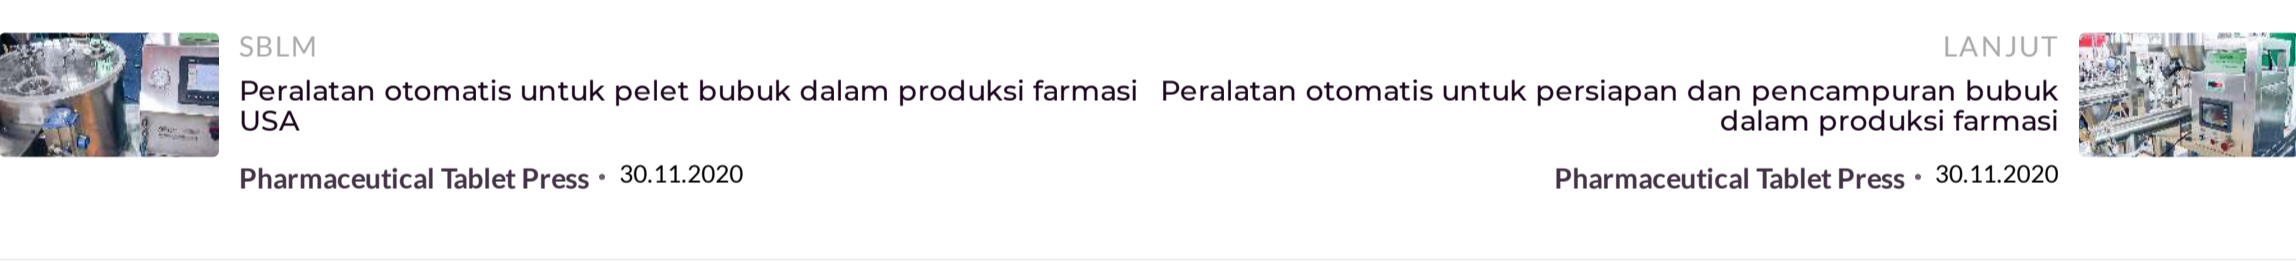 SBLM
Peralatan otomatis untuk pelet bubuk dalam produksi farmasi
USA
Pharmaceutical Tablet Press • 30.11.2020
LANJUT
Peralatan otomatis untuk persiapan dan pencampuran bubuk
dalam produksi farmasi
Pharmaceutical Tablet Press • 30.11.2020